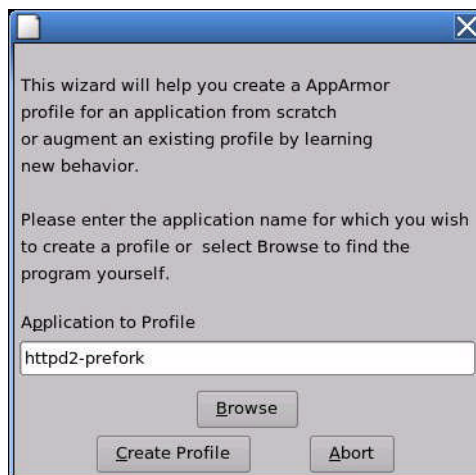 This wizard will help you create a AppArmor
profile for an application from scratch
or augment an existing profile by learning
new behavior.
Please enter the application name for which you wish
to create a profile or  select Browse to find the
program yourself.
Application to Profile
httpd2-prefork
Browse
Create Profile
Abort